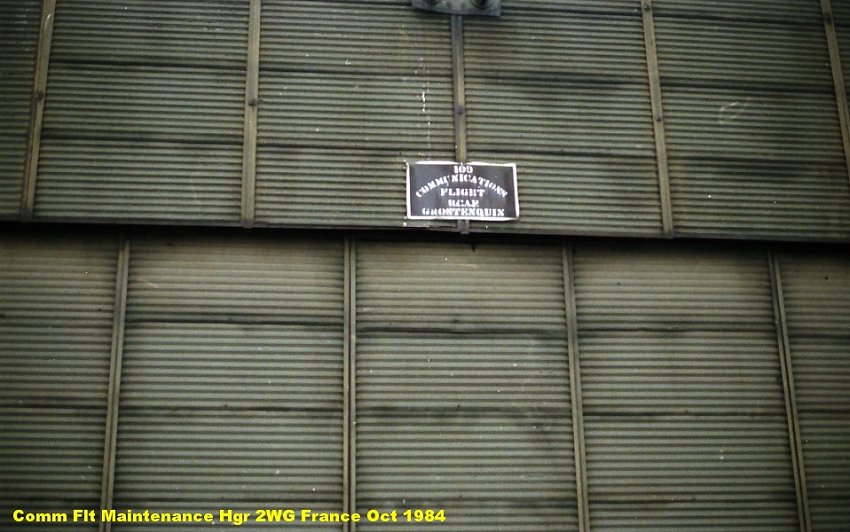 109
COMMUNICATIONS
FLIGHT
RCAF
GROSTENQUIN
Comm Flt Maintenance Hgr 2WG France Oct 1984